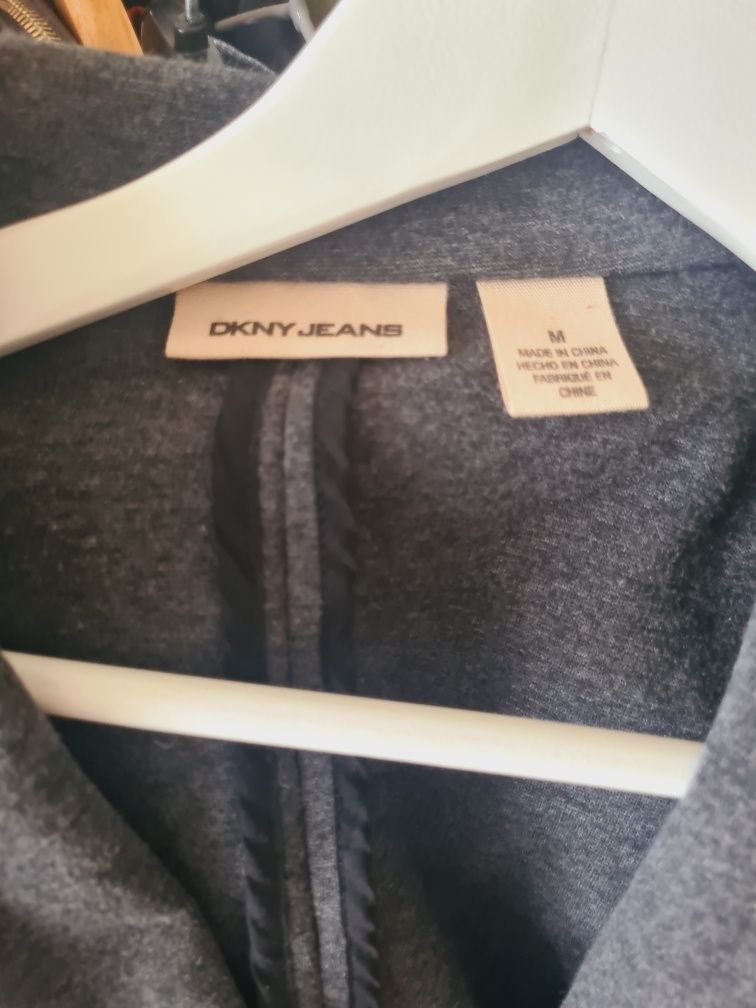 DKNY JEANS
M
MADE IN CHINA
HECHO EN CHINA
FABRIQUÉ EN
CHINE